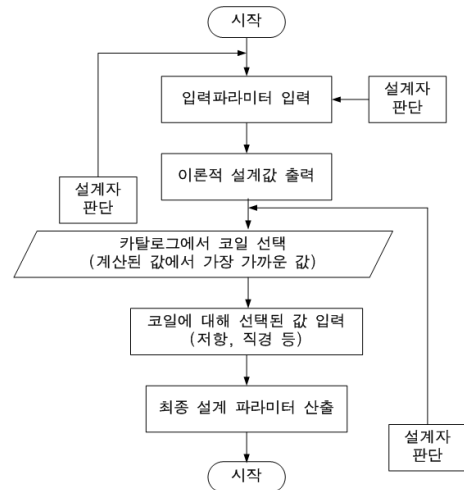 시작
입력파라미터 입력
설계자
판단
이론적 설계값 출력
설계자
판단
카탈로그에서 코일 선택
(계산된 값에서 가장 가까운 값)
코일에 대해 선택된 값 입력
(저항, 직경 등)
최종 설계 파라미터 산출
설계자
판단
시작